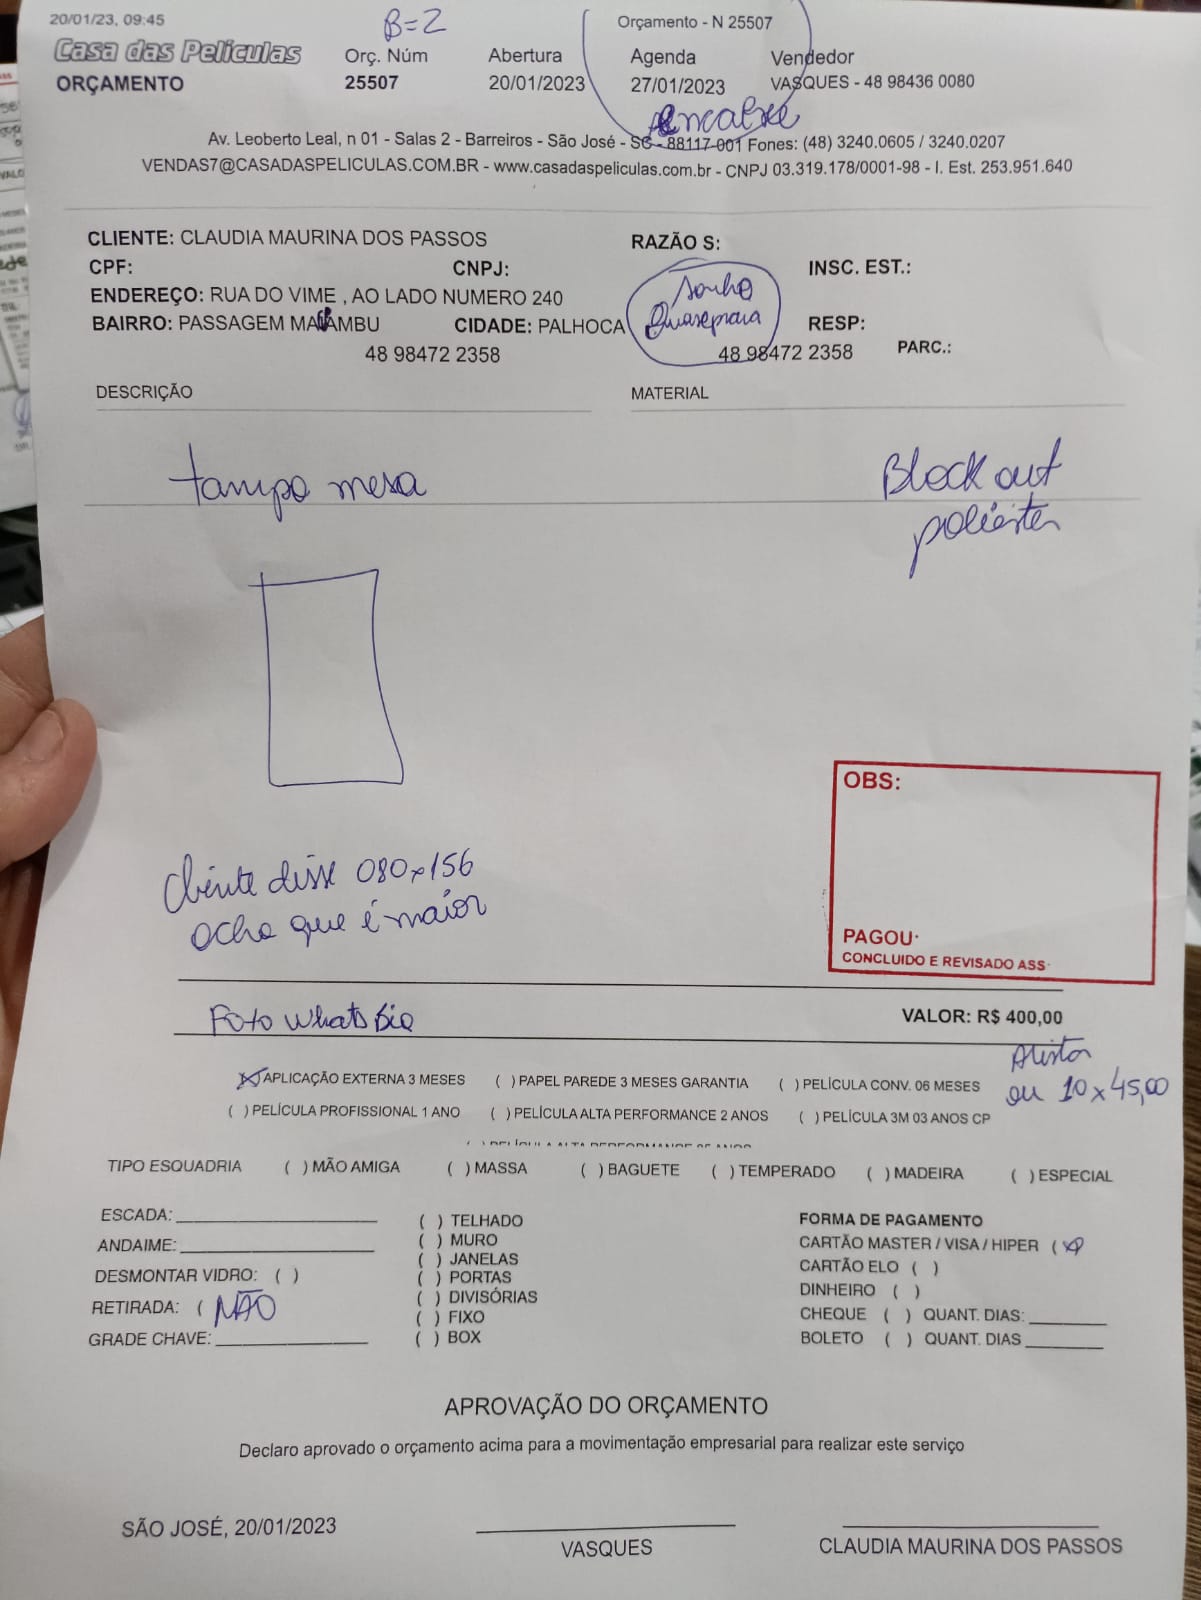 20/01/23, 09:45
B=2
Orçamento - N 25507
Casa das Películas
Orç. Núm
Abertura
Agenda
Vendedor
ORÇAMENTO
25507
20/01/2023
27/01/2023
VASQUES - 48 98436 0080
Av. Leoberto Leal, n 01 - Salas 2 - Barreiros - São José - SC - 88117-001 Fones: (48) 3240.0605 / 3240.0207
VENDAS7@CASADASPELICULAS.COM.BR - www.casadaspeliculas.com.br - CNPJ 03.319.178/0001-98 - I. Est. 253.951.640
CLIENTE: CLAUDIA MAURINA DOS PASSOS
RAZÃO S:
CPF:
CNPJ:
INSC. EST.:
ENDEREÇO: RUA DO VIME , AO LADO NUMERO 240
BAIRRO: PASSAGEM
CIDADE: PALHOCA
RESP:
48 98472 2358
48 98472 2358
PARC.:
DESCRIÇÃO
MATERIAL
tampo mesa
Block out
poliester
OBS:
Cliente disse 080x156
acho que é maior
PAGOU:
CONCLUIDO E REVISADO ASS:
Foto Whats
VALOR: R$ 400,00
ou 10 x 45,00
(X) APLICAÇÃO EXTERNA 3 MESES
( ) PAPEL PAREDE 3 MESES GARANTIA
( ) PELÍCULA CONV. 06 MESES
( ) PELÍCULA PROFISSIONAL 1 ANO
( ) PELÍCULA ALTA PERFORMANCE 2 ANOS
( ) PELÍCULA 3M 03 ANOS CP
TIPO ESQUADRIA
( ) MÃO AMIGA
( ) MASSA
( ) BAGUETE
( ) TEMPERADO
( ) MADEIRA
( ) ESPECIAL
ESCADA:
ANDAIME:
DESMONTAR VIDRO: ( )
RETIRADA: ( NÃO
GRADE CHAVE:
( ) TELHADO
( ) MURO
( ) JANELAS
( ) PORTAS
( ) DIVISÓRIAS
( ) FIXO
( ) BOX
FORMA DE PAGAMENTO
CARTÃO MASTER / VISA / HIPER (X)
CARTÃO ELO ( )
DINHEIRO ( )
CHEQUE ( ) QUANT. DIAS:
BOLETO ( ) QUANT. DIAS
APROVAÇÃO DO ORÇAMENTO
Declaro aprovado o orçamento acima para a movimentação empresarial para realizar este serviço
SÃO JOSÉ, 20/01/2023
VASQUES
CLAUDIA MAURINA DOS PASSOS